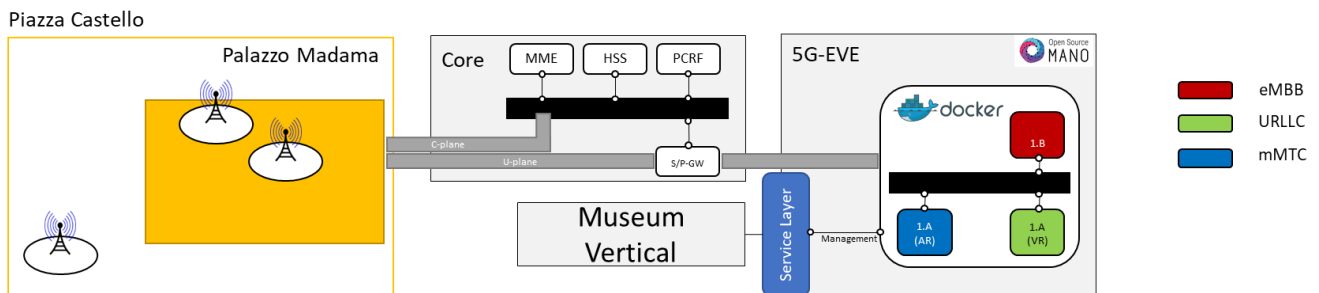 Piazza Castello
Palazzo Madama
Core
MME
HSS
PCRF
C-plane
U-plane
S/P-GW
5G-EVE
Open Source
MANO
docker
1.B
1.A
(AR)
1.A
(VR)
Museum
Vertical
Service Layer
Management
eMBB
URLLC
mMTC